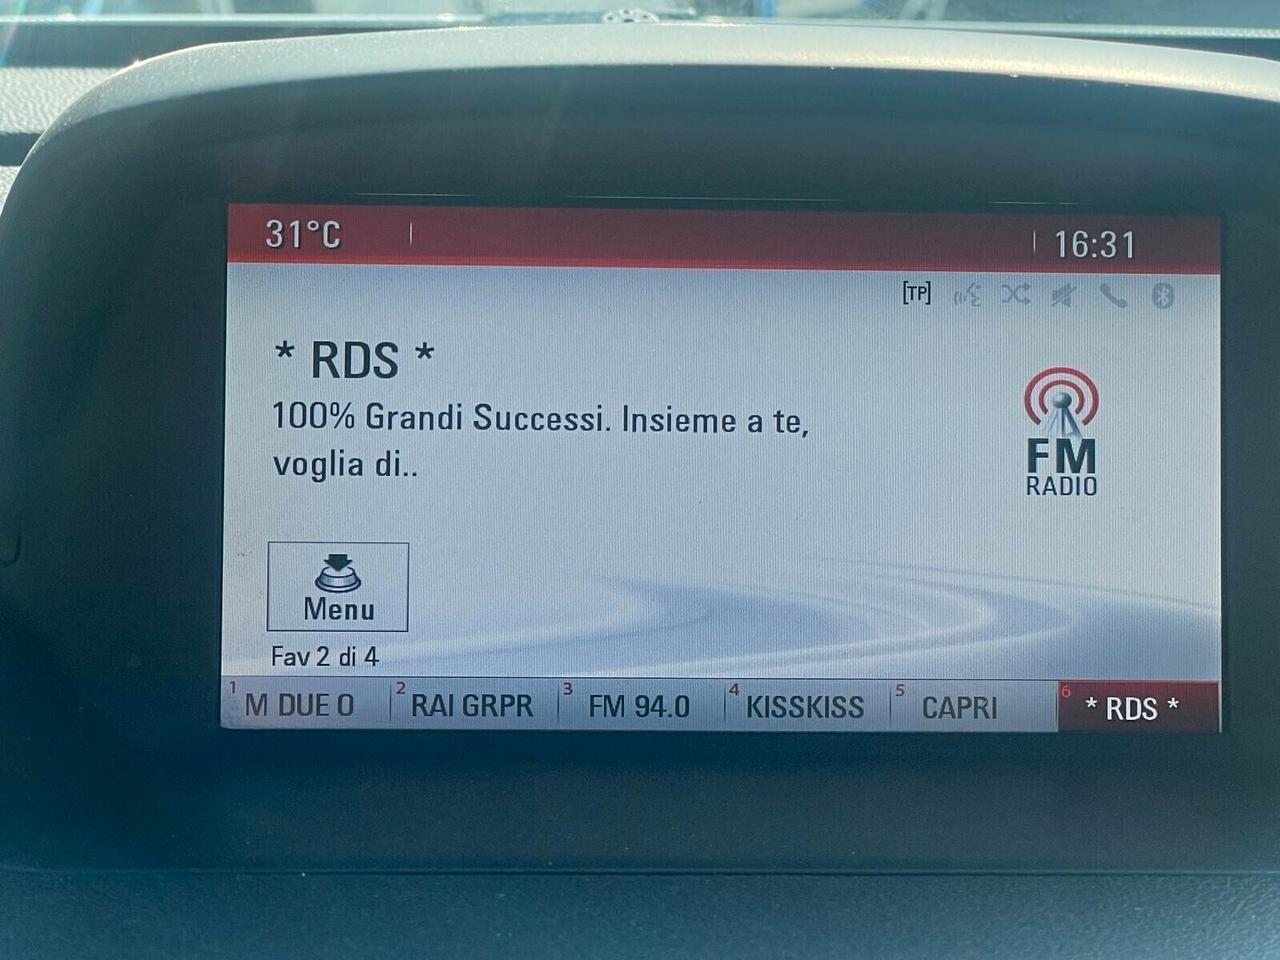 31°C
16:31
[TP]
* RDS *
100% Grandi Successi. Insieme a te,
voglia di..
FM
RADIO
Menu
Fav 2 di 4
1 M DUE O 2 RAI GRPR 3 FM 94.0 4 KISSKISS 5 CAPRI 6 * RDS *